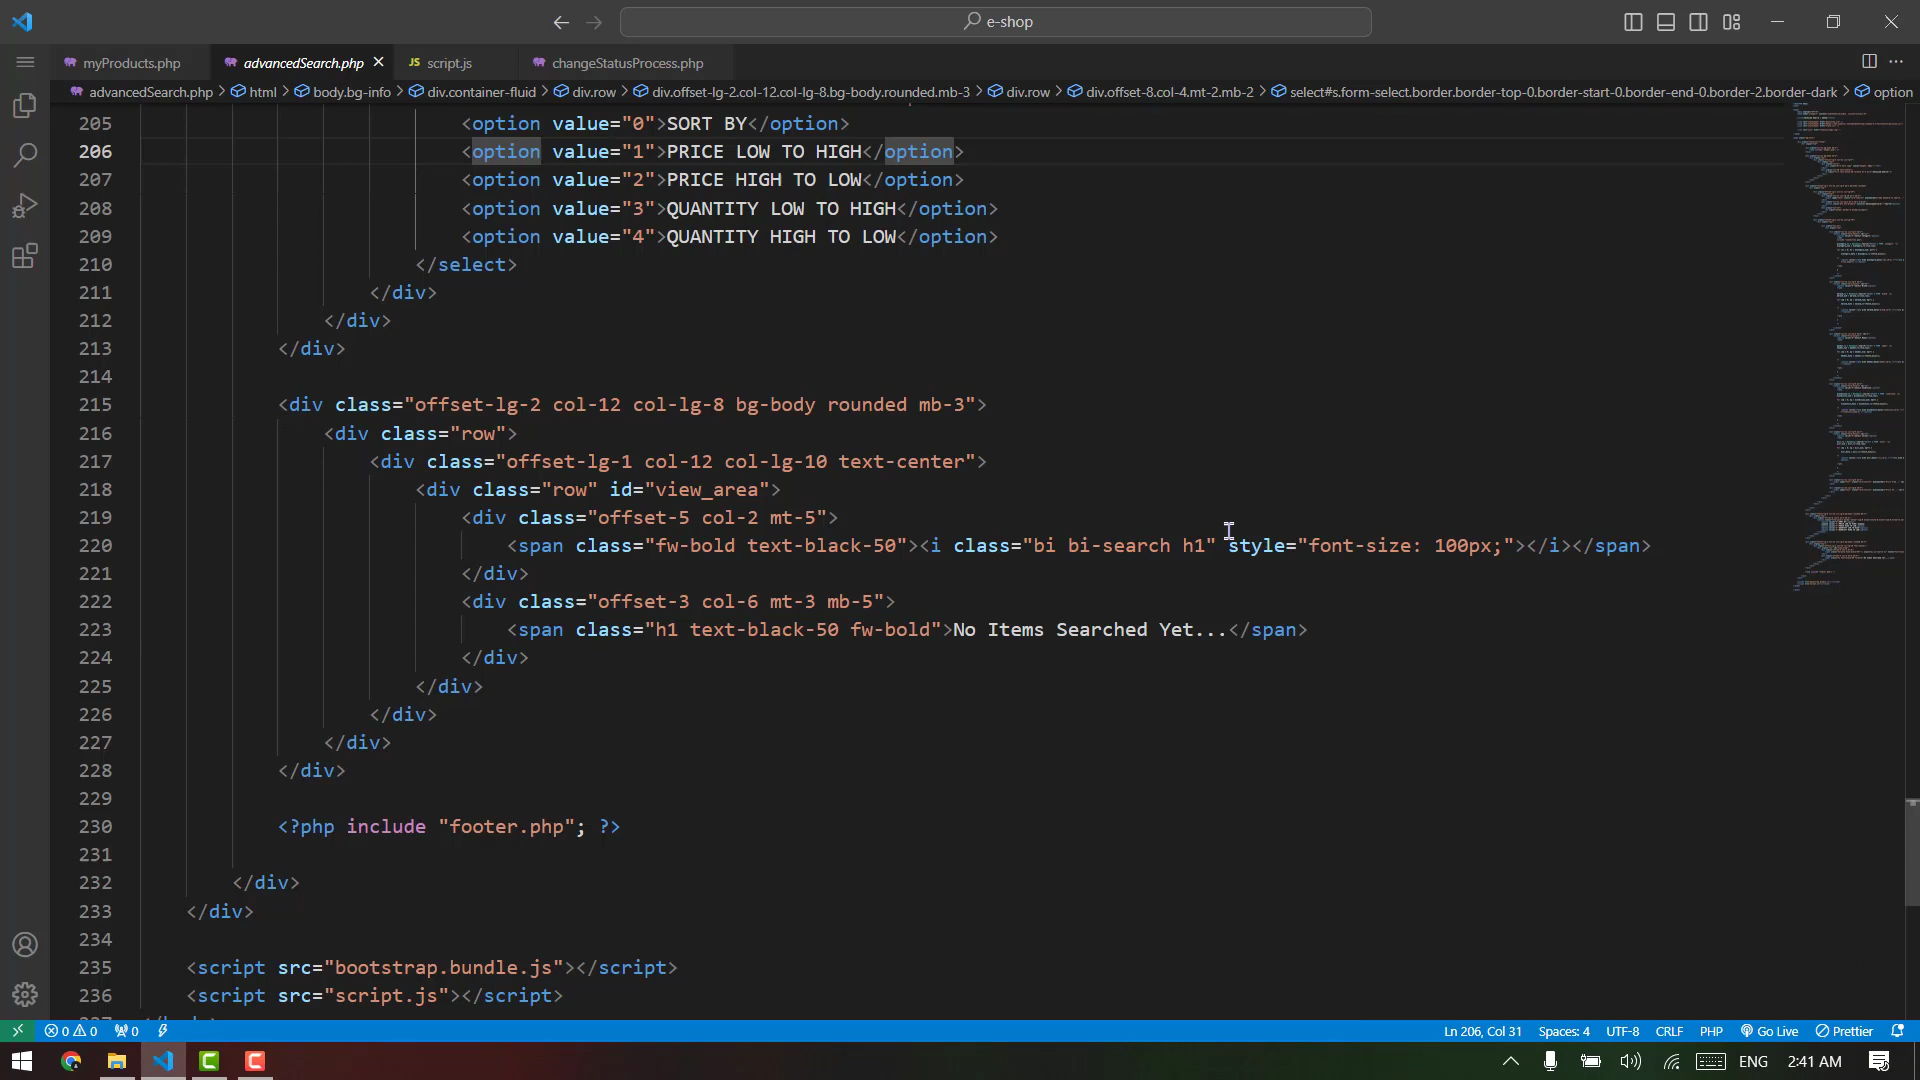 e-shop
myProducts.php
advancedSearch.php
JS script.js
changeStatusProcess.php
advancedSearch.php > html > body.bg-info > div.container-fluid > div.row > div.offset-lg-2.col-12.col-lg-8.bg-body.rounded.mb-3 > div.row > div.offset-8.col-4.mt-2.mb-2 > select#s.form-select.border.border-top-0.border-start-0.border-end-0.border-2.border-dark > option
205 <option value="0">SORT BY</option>
206 <option value="1">PRICE LOW TO HIGH</option>
207 <option value="2">PRICE HIGH TO LOW</option>
208 <option value="3">QUANTITY LOW TO HIGH</option>
209 <option value="4">QUANTITY HIGH TO LOW</option>
210 </select>
211 </div>
212 </div>
213 </div>
214
215 <div class="offset-lg-2 col-12 col-lg-8 bg-body rounded mb-3">
216 <div class="row">
217 <div class="offset-lg-1 col-12 col-lg-10 text-center">
218 <div class="row" id="view_area">
219 <div class="offset-5 col-2 mt-5">
220 <span class="fw-bold text-black-50"><i class="bi bi-search h1" style="font-size: 100px;"></i></span>
221 </div>
222 <div class="offset-3 col-6 mt-3 mb-5">
223 <span class="h1 text-black-50 fw-bold">No Items Searched Yet...</span>
224 </div>
225 </div>
226 </div>
227 </div>
228 </div>
229
230 <?php include "footer.php"; ?>
231
232 </div>
233 </div>
234
235 <script src="bootstrap.bundle.js"></script>
236 <script src="script.js"></script>
0 0 0 Ln 206, Col 31 Spaces: 4 UTF-8 CRLF PHP Go Live Prettier
ENG 2:41 AM